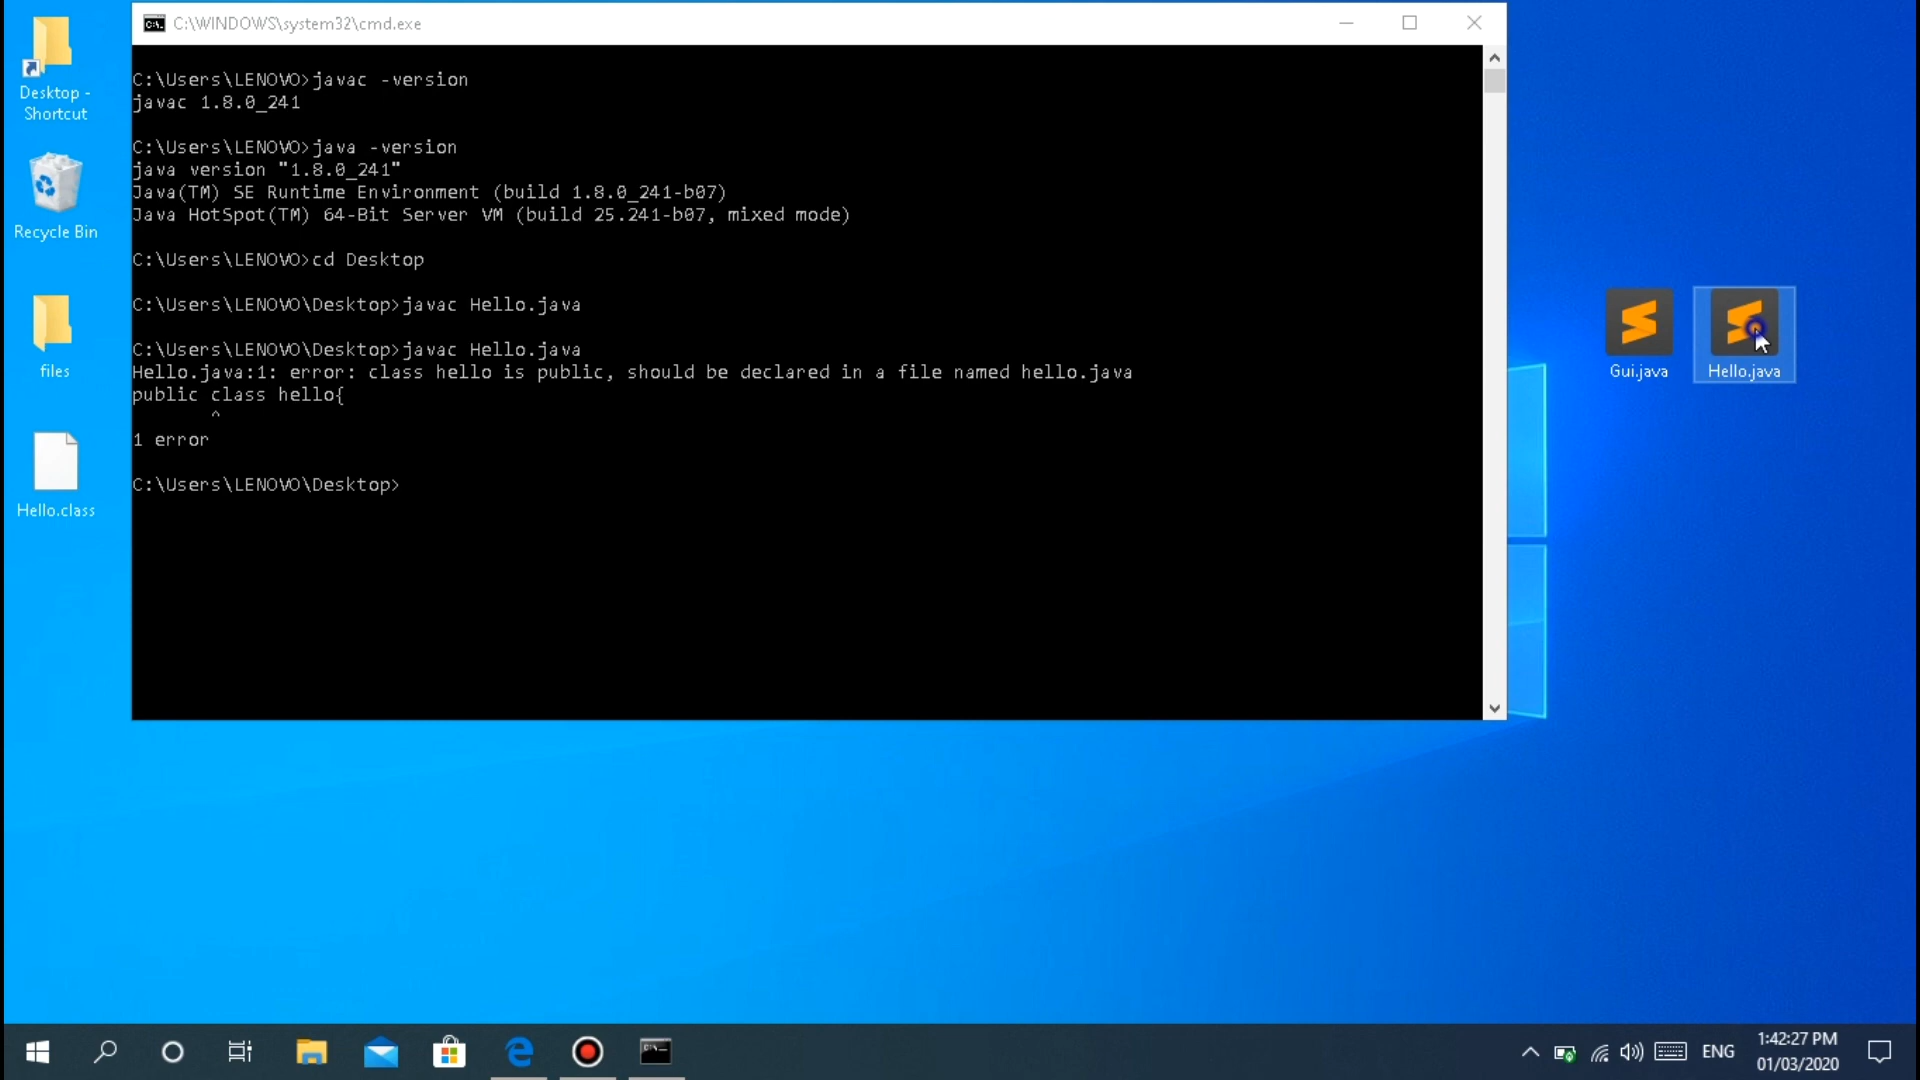 C:\WINDOWS\system32\cmd.exe
C:\Users\LENOVO>javac -version
javac 1.8.0_241
C:\Users\LENOVO>java -version
java version "1.8.0_241"
Java(TM) SE Runtime Environment (build 1.8.0_241-b07)
Java HotSpot(TM) 64-Bit Server VM (build 25.241-b07, mixed mode)
C:\Users\LENOVO>cd Desktop
C:\Users\LENOVO\Desktop>javac Hello.java
C:\Users\LENOVO\Desktop>javac Hello.java
Hello.java:1: error: class hello is public, should be declared in a file named hello.java
public class hello{
^
1 error
C:\Users\LENOVO\Desktop>
Desktop -
Shortcut
Recycle Bin
files
Hello.class
Gui.java
Hello.java
ENG
1:42:27 PM
01/03/2020